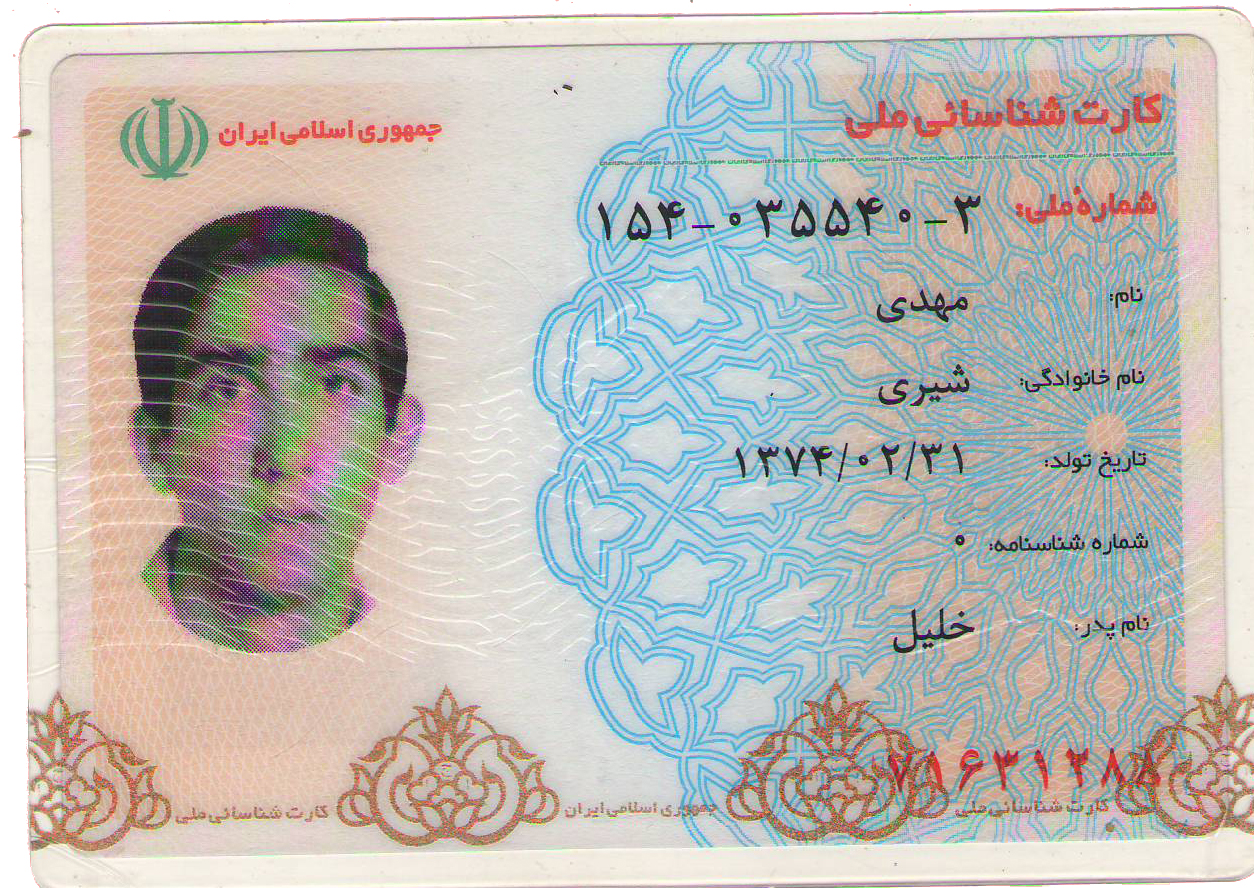 جمهوری اسلامی ایران
کارت شناسائی ملی
شماره ملی: ۱۵۴-۰۳۵۵۴۰-۳
نام: مهدی
نام خانوادگی: شیری
تاریخ تولد: ۱۳۷۴/۰۲/۳۱
شماره شناسنامه: ۰
نام پدر: خلیل
۷۱۶۳۱۲۸۸
کارت شناسائی ملی جمهوری اسلامی ایران کارت شناسائی ملی